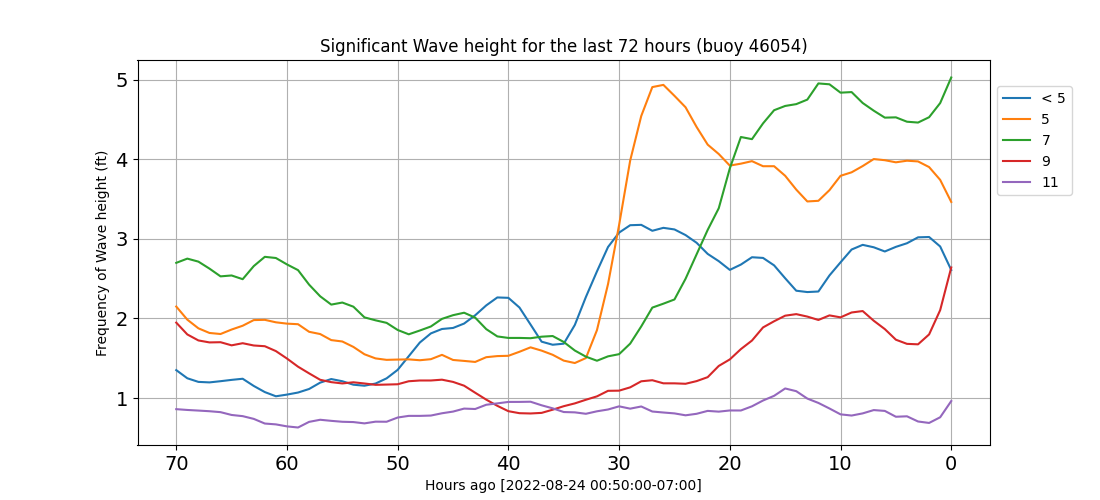 Significant Wave height for the last 72 hours (buoy 46054)
Frequency of Wave height (ft)
5
4
3
2
1
70 60 50 40 30 20 10 0
Hours ago [2022-08-24 00:50:00-07:00]
< 5
5
7
9
11